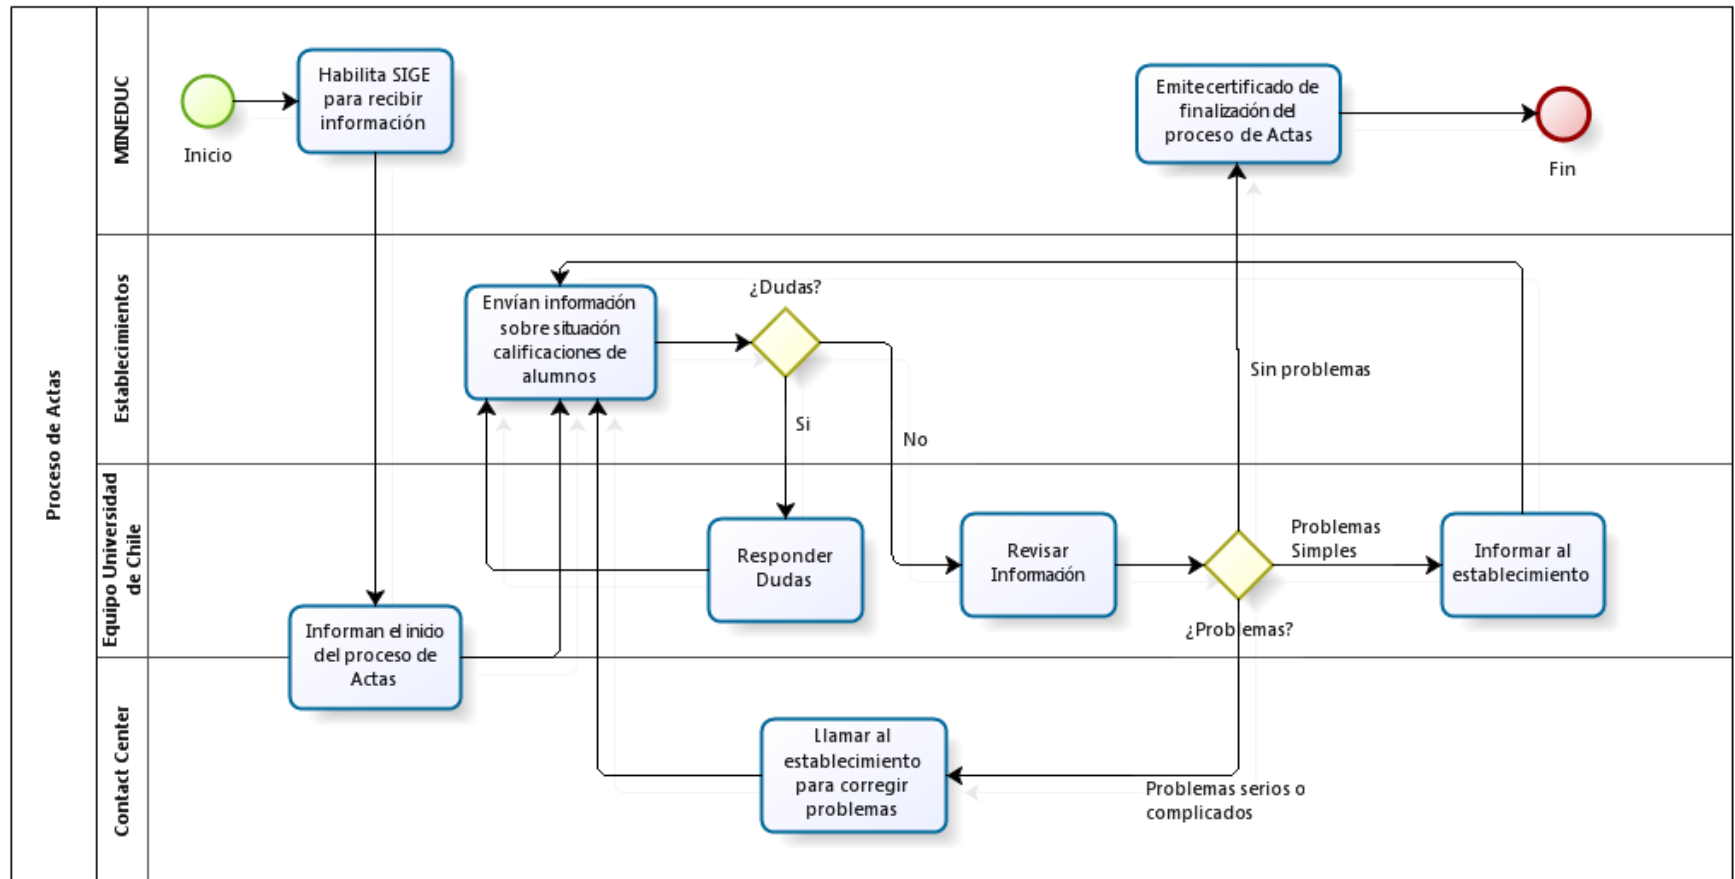 Proceso de Actas
MINEDUC
Inicio
Habilita SIGE
para recibir
información
Emite certificado de
finalización del
proceso de Actas
Fin
Establecimientos
Envían información
sobre situación
calificaciones de
alumnos
¿Dudas?
Si
No
Sin problemas
Equipo Universidad
de Chile
Informan el inicio
del proceso de
Actas
Responder
Dudas
Revisar
Información
¿Problemas?
Problemas
Simples
Informar al
establecimiento
Contact Center
Llamar al
establecimiento
para corregir
problemas
Problemas serios o
complicados